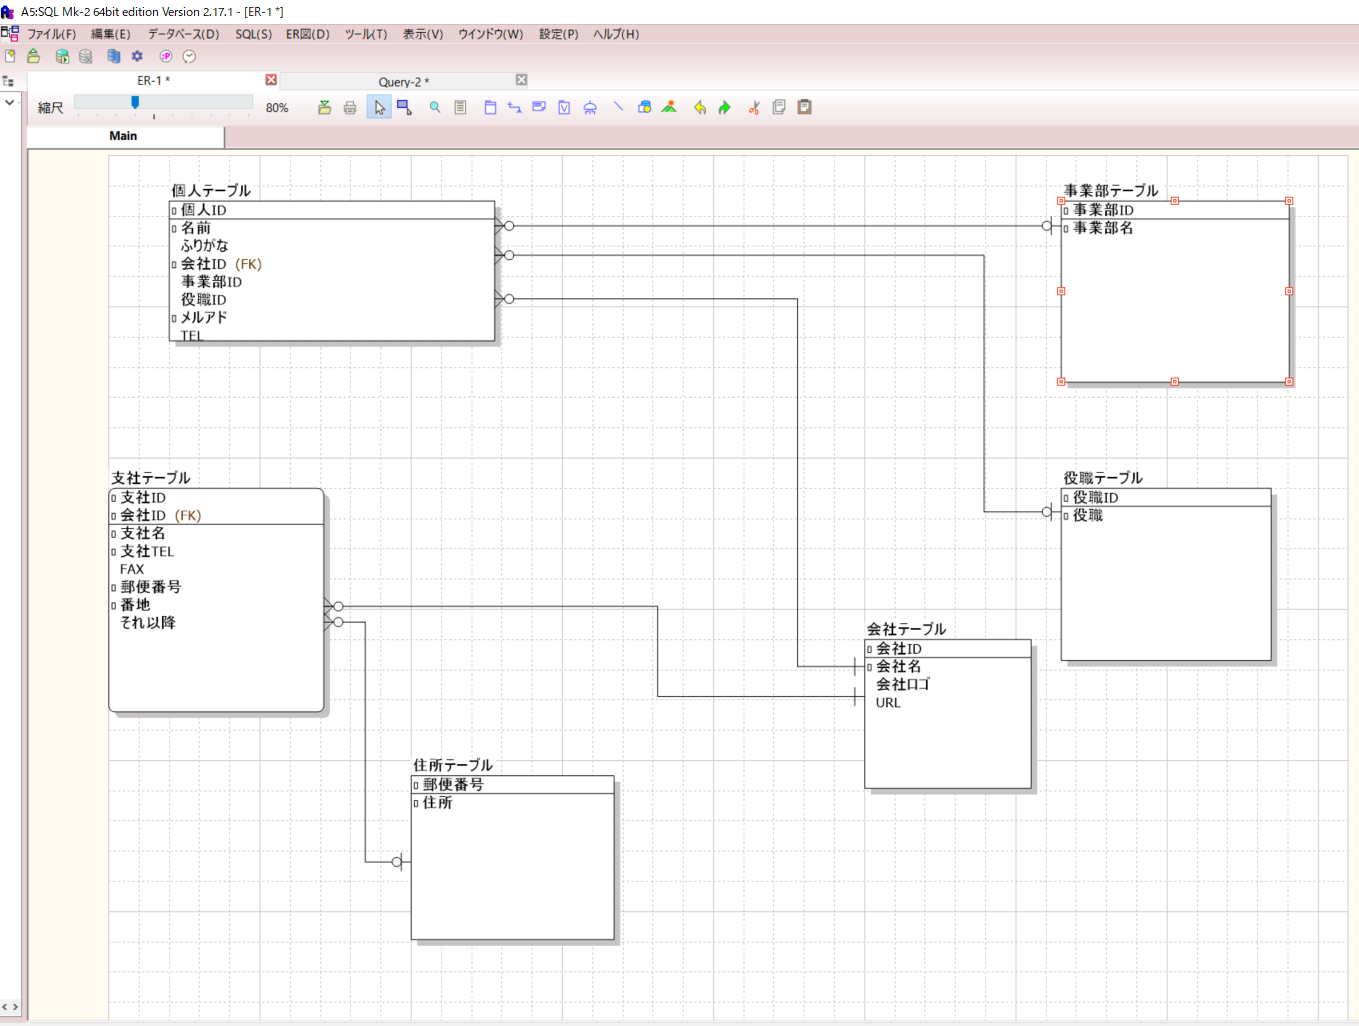 A5:SQL Mk-2 64bit edition Version 2.17.1 - [ER-1 *]
ファイル(F) 編集(E) データベース(D) SQL(S) ER図(D) ツール(T) 表示(V) ウインドウ(W) 設定(P) ヘルプ(H)
ER-1 * Query-2 *
縮尺 80%
Main
個人テーブル
個人ID
名前
ふりがな
会社ID (FK)
事業部ID
役職ID
メルアド
TEL
事業部テーブル
事業部ID
事業部名
支社テーブル
支社ID
会社ID (FK)
支社名
支社TEL
FAX
郵便番号
番地
それ以降
役職テーブル
役職ID
役職
会社テーブル
会社ID
会社名
会社ロゴ
URL
住所テーブル
郵便番号
住所